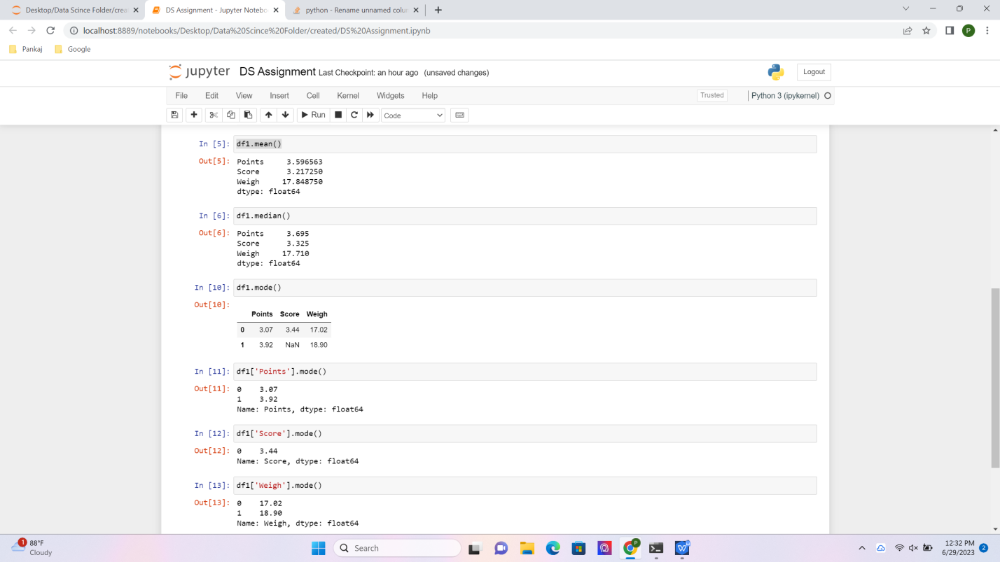 Desktop/Data Scince Folder/crea
DS Assignment - Jupyter Notebo
python - Rename unnamed colu
localhost:8889/notebooks/Desktop/Data%20Scince%20Folder/created/DS%20Assignment.ipynb
P
Pankaj
Google
jupyter DS Assignment Last Checkpoint: an hour ago (unsaved changes)
Logout
File Edit View Insert Cell Kernel Widgets Help
Trusted
Python 3 (ipykernel)
Run
Code
In [5]: df1.mean()
Out[5]: Points 3.596563
Score 3.217250
Weigh 17.848750
dtype: float64
In [6]: df1.median()
Out[6]: Points 3.695
Score 3.325
Weigh 17.710
dtype: float64
In [10]: df1.mode()
Out[10]:
Points Score Weigh
0 3.07 3.44 17.02
1 3.92 NaN 18.90
In [11]: df1['Points'].mode()
Out[11]: 0 3.07
1 3.92
Name: Points, dtype: float64
In [12]: df1['Score'].mode()
Out[12]: 0 3.44
Name: Score, dtype: float64
In [13]: df1['Weigh'].mode()
Out[13]: 0 17.02
1 18.90
Name: Weigh, dtype: float64
1
88°F
Cloudy
Search
P
12:32 PM
6/29/2023
2